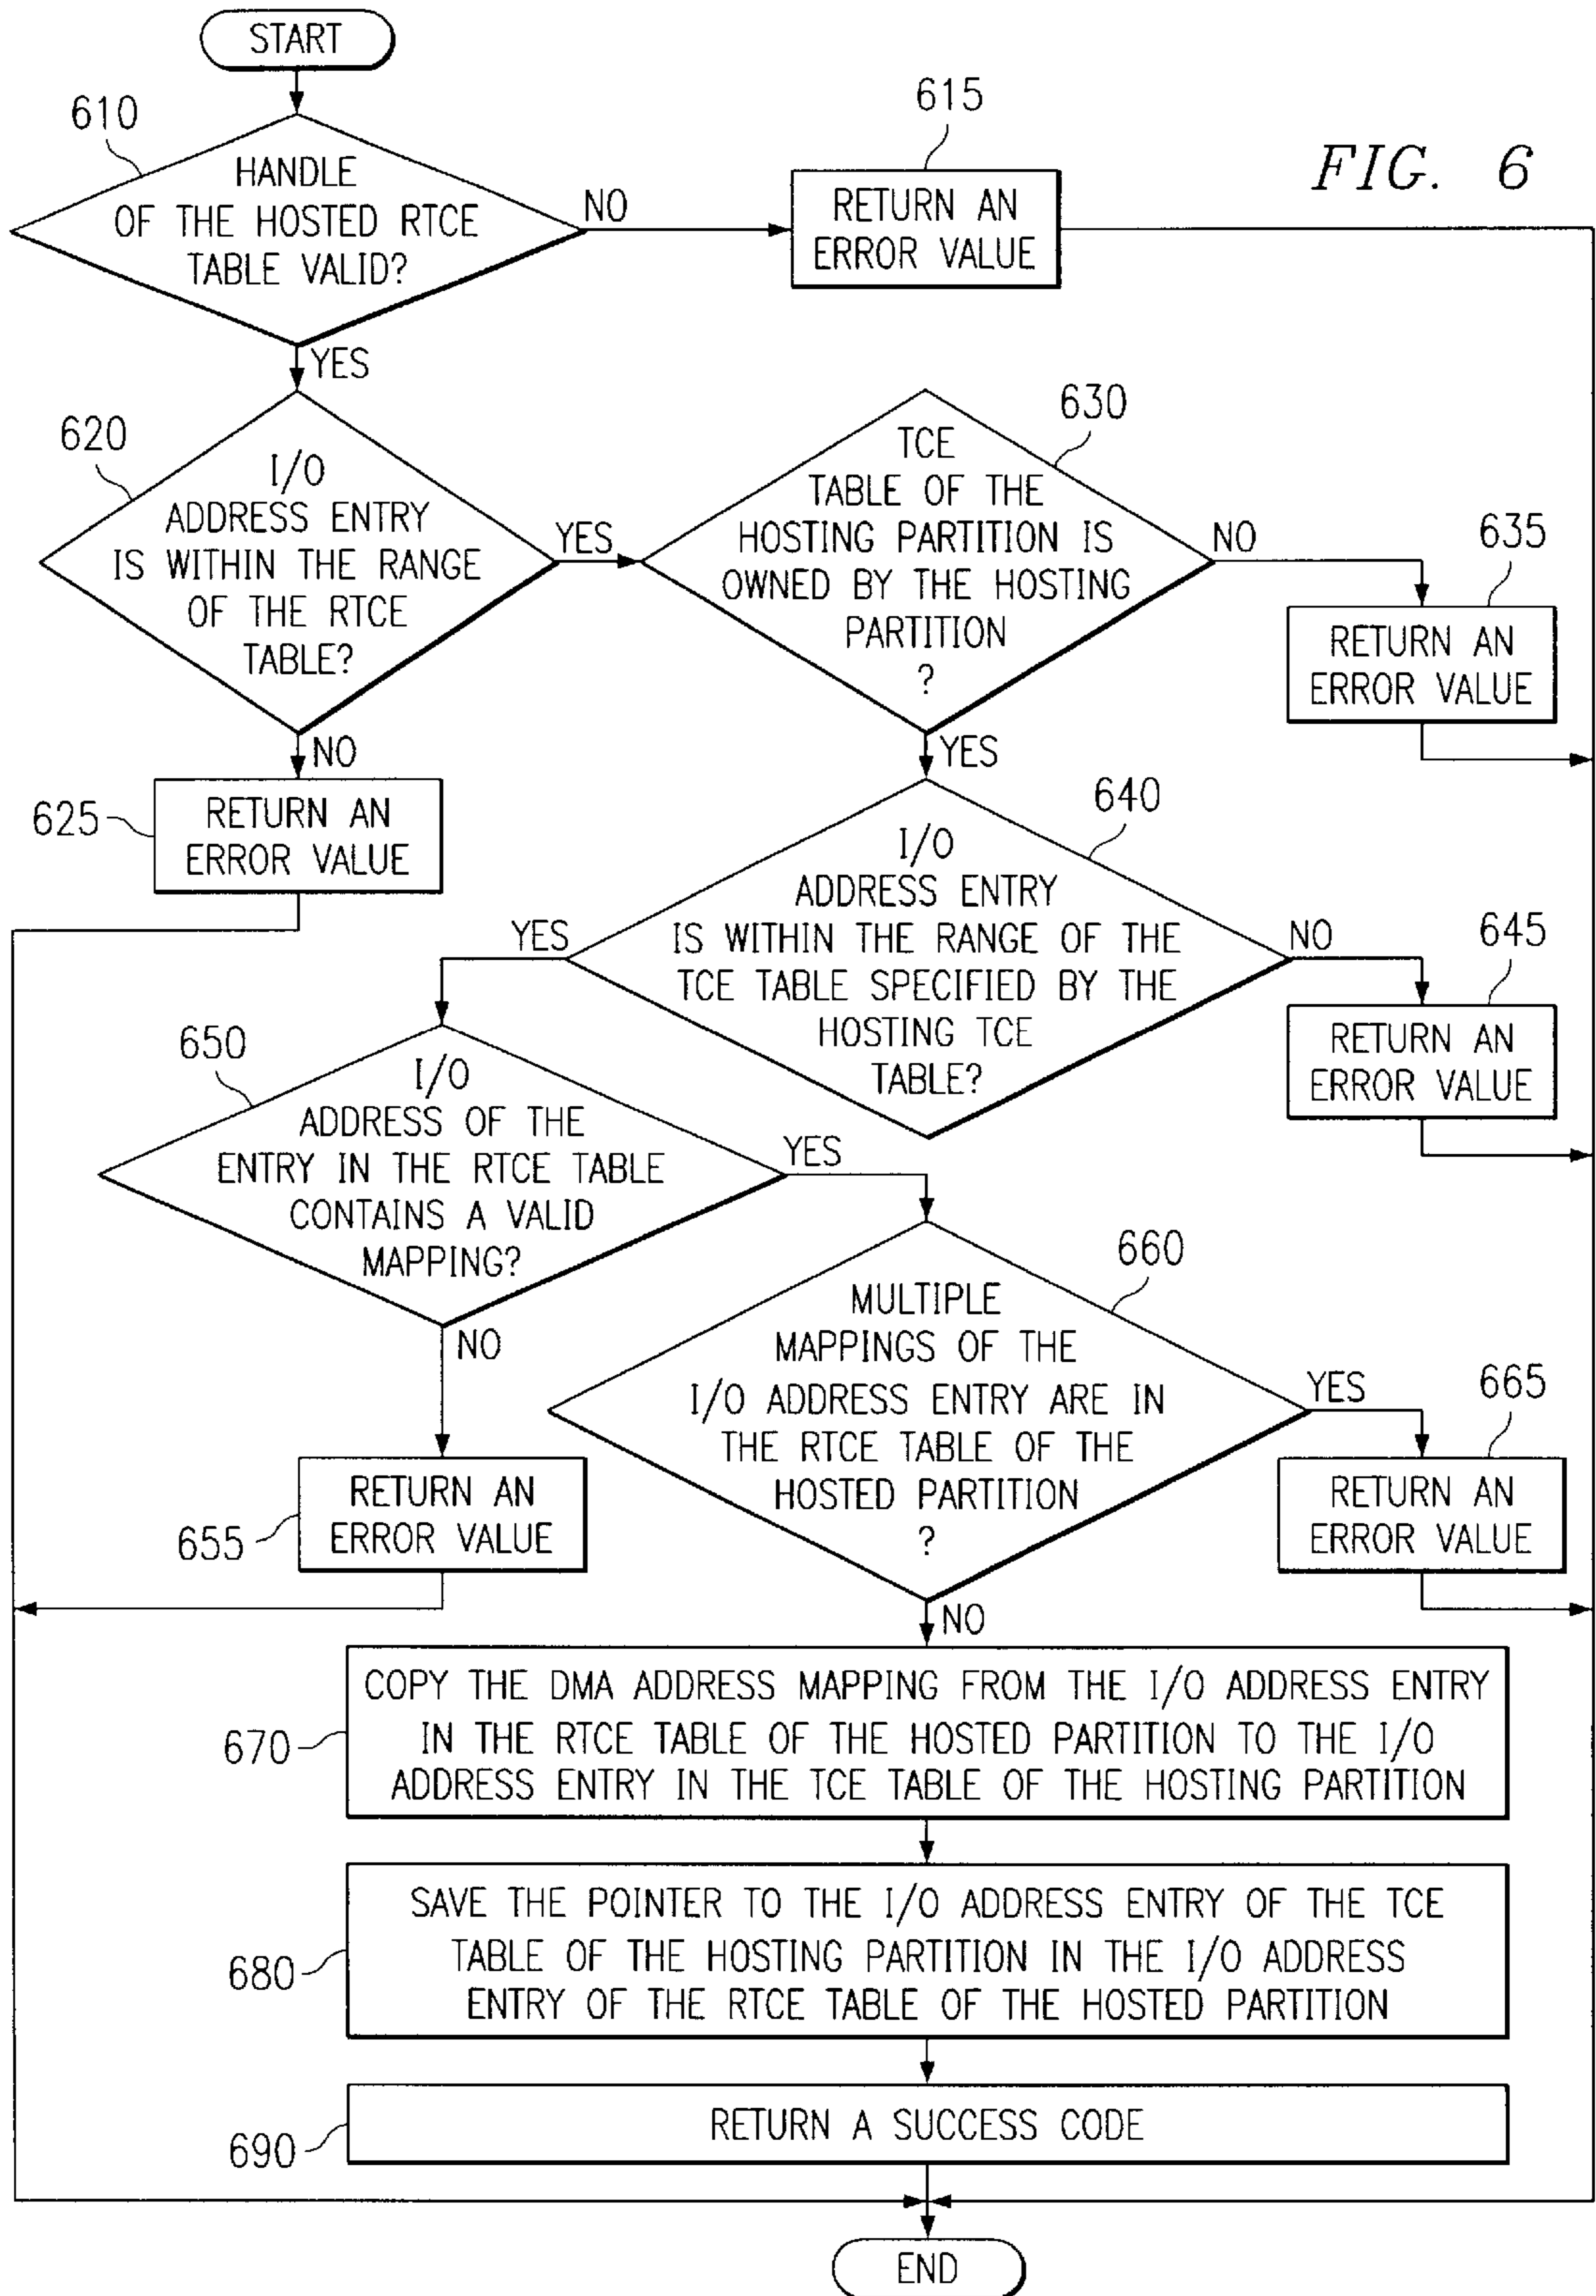 START
610
HANDLE
OF THE HOSTED RTCE
TABLE VALID?
NO
615
RETURN AN
ERROR VALUE
FIG. 6
YES
620
I/O
ADDRESS ENTRY
IS WITHIN THE RANGE
OF THE RTCE
TABLE?
YES
630
TCE
TABLE OF THE
HOSTING PARTITION IS
OWNED BY THE HOSTING
PARTITION
?
NO
635
RETURN AN
ERROR VALUE
NO
625
RETURN AN
ERROR VALUE
YES
640
I/O
ADDRESS ENTRY
IS WITHIN THE RANGE OF THE
TCE TABLE SPECIFIED BY THE
HOSTING TCE
TABLE?
YES
NO
645
RETURN AN
ERROR VALUE
650
I/O
ADDRESS OF THE
ENTRY IN THE RTCE TABLE
CONTAINS A VALID
MAPPING?
YES
NO
655
RETURN AN
ERROR VALUE
660
MULTIPLE
MAPPINGS OF THE
I/O ADDRESS ENTRY ARE IN
THE RTCE TABLE OF THE
HOSTED PARTITION
?
YES
665
RETURN AN
ERROR VALUE
NO
670
COPY THE DMA ADDRESS MAPPING FROM THE I/O ADDRESS ENTRY
IN THE RTCE TABLE OF THE HOSTED PARTITION TO THE I/O
ADDRESS ENTRY IN THE TCE TABLE OF THE HOSTING PARTITION
680
SAVE THE POINTER TO THE I/O ADDRESS ENTRY OF THE TCE
TABLE OF THE HOSTING PARTITION IN THE I/O ADDRESS
ENTRY OF THE RTCE TABLE OF THE HOSTED PARTITION
690
RETURN A SUCCESS CODE
END